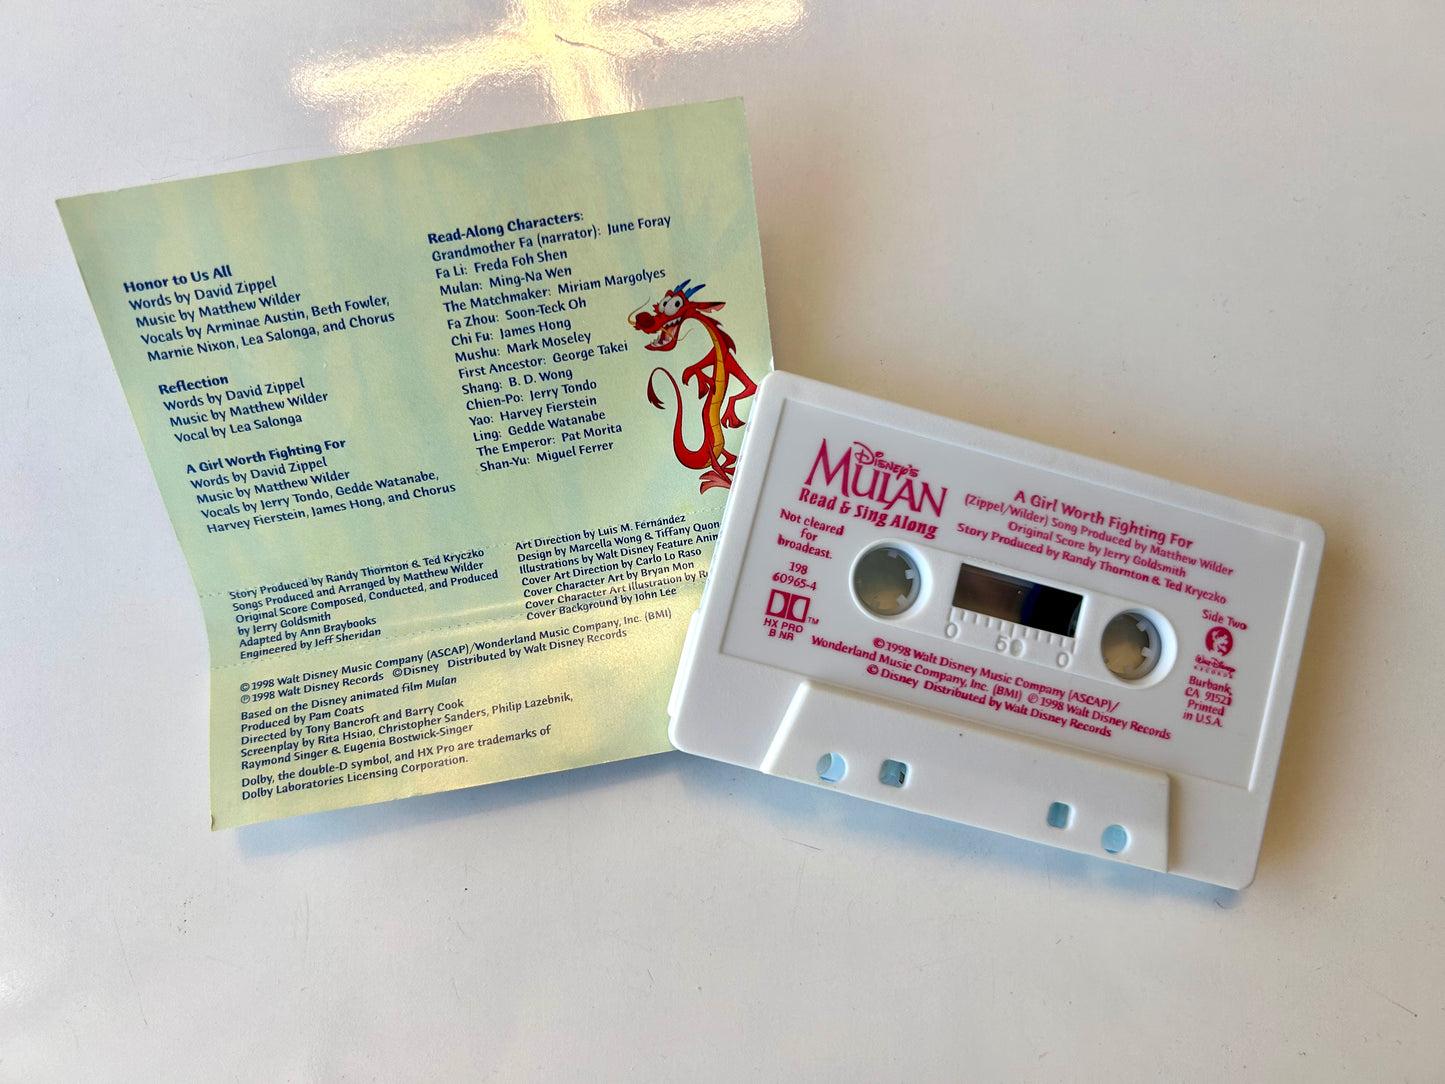 Honor to Us All
Words by David Zippel
Music by Matthew Wilder
Vocals by Arminae Austin, Beth Fowler,
Marnie Nixon, Lea Salonga, and Chorus
Reflection
Words by David Zippel
Music by Matthew Wilder
Vocal by Lea Salonga
A Girl Worth Fighting For
Words by David Zippel
Music by Matthew Wilder
Vocals by Jerry Tondo, Gedde Watanabe,
Harvey Fierstein, James Hong, and Chorus
Read-Along Characters:
Grandmother Fa (narrator): June Foray
Fa Li: Freda Foh Shen
Mulan: Ming-Na Wen
The Matchmaker: Miriam Margolyes
Fa Zhou: Soon-Teck Oh
Chi Fu: James Hong
Mushu: Mark Moseley
First Ancestor: George Takei
Shang: B. D. Wong
Chien-Po: Jerry Tondo
Yao: Harvey Fierstein
Ling: Gedde Watanabe
The Emperor: Pat Morita
Shan-Yu: Miguel Ferrer
Story Produced by Randy Thornton & Ted Kryczko
Songs Produced and Arranged by Matthew Wilder
Original Score Composed, Conducted, and Produced
by Jerry Goldsmith
Adapted by Ann Braybooks
Engineered by Jeff Sheridan
Art Direction by Luis M. Fernández
Design by Marcella Wong & Tiffany Quon
Illustrations by Walt Disney Feature Anim
Cover Art Direction by Carlo Lo Raso
Cover Character Art by Bryan Mon
Cover Character Art Illustration by Ru
Cover Background by John Lee
©1998 Walt Disney Music Company (ASCAP)/Wonderland Music Company, Inc. (BMI)
℗1998 Walt Disney Records ©Disney Distributed by Walt Disney Records
Based on the Disney animated film Mulan
Produced by Pam Coats
Directed by Tony Bancroft and Barry Cook
Screenplay by Rita Hsiao, Christopher Sanders, Philip Lazebnik,
Raymond Singer & Eugenia Bostwick-Singer
Dolby, the double-D symbol, and HX Pro are trademarks of
Dolby Laboratories Licensing Corporation.
Disney's
MULAN
Read & Sing Along
A Girl Worth Fighting For
(Zippel/Wilder) Song Produced by Matthew Wilder
Original Score by Jerry Goldsmith
Story Produced by Randy Thornton & Ted Kryczko
Not cleared
for
broadcast.
198
60965-4
TM
HX PRO
B NR
0 50 0
Side Two
Walt Disney
RECORDS
Burbank,
CA 91521
Printed
in U.S.A.
©1998 Walt Disney Music Company (ASCAP)/
Wonderland Music Company, Inc. (BMI) ℗1998 Walt Disney Records
© Disney Distributed by Walt Disney Records